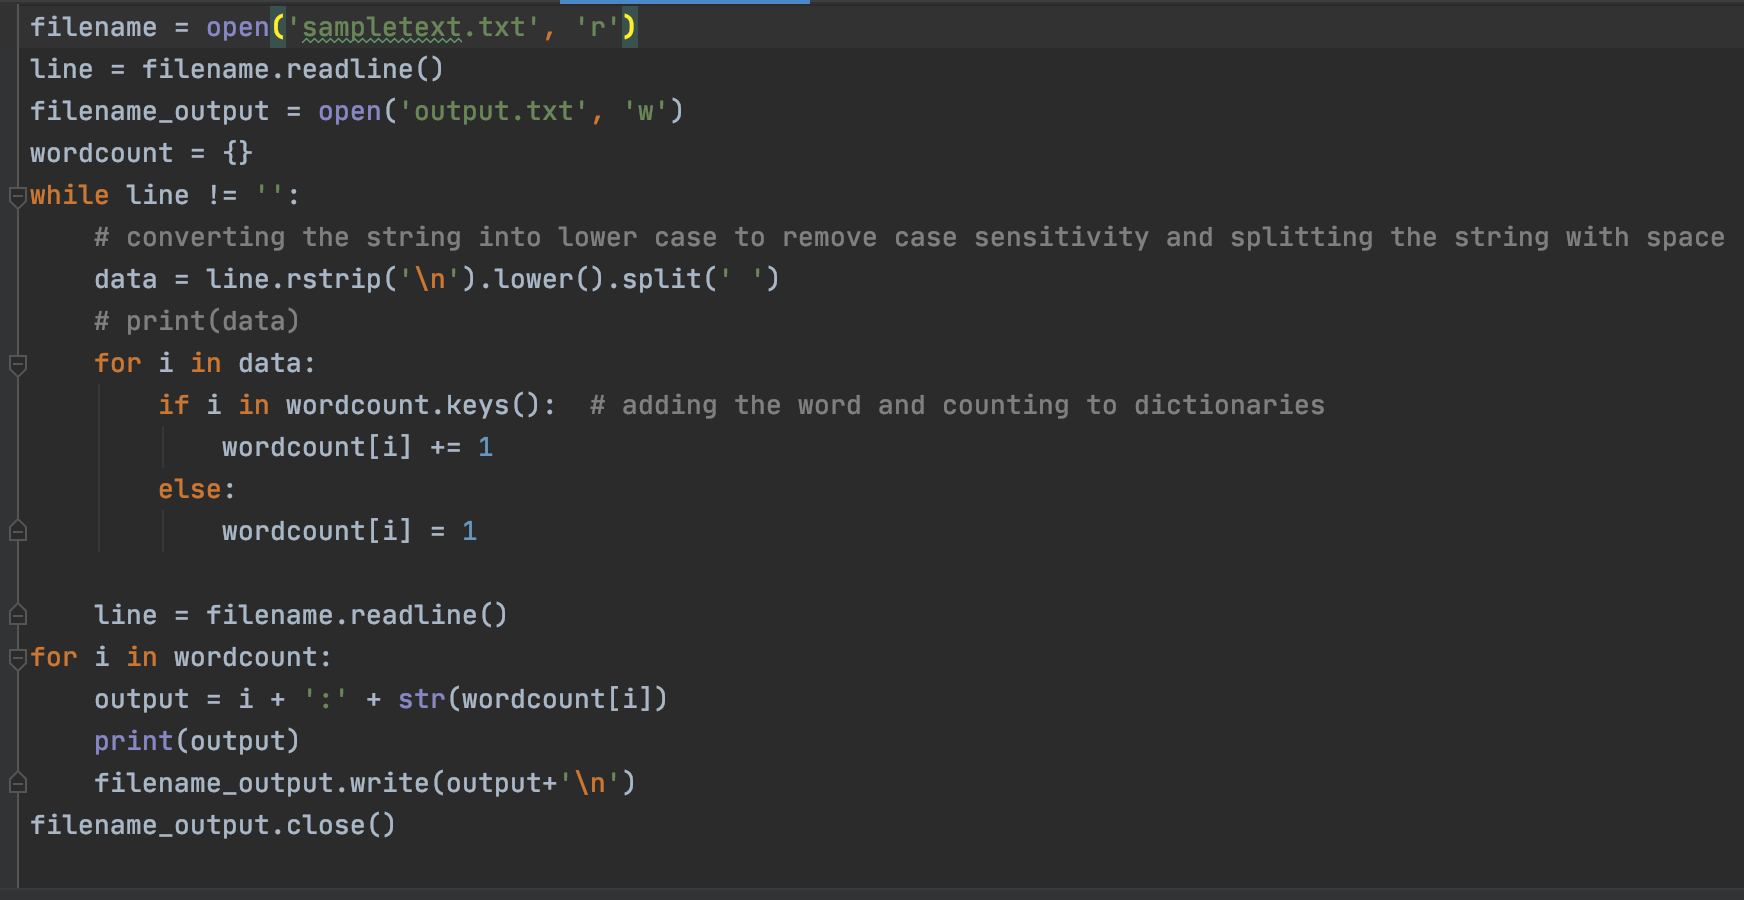 filename = open('sampletext.txt', 'r')
line = filename.readline()
filename_output = open('output.txt', 'w')
wordcount = {}
while line != '':
    # converting the string into lower case to remove case sensitivity and splitting the string with space
    data = line.rstrip('\n').lower().split(' ')
    # print(data)
    for i in data:
        if i in wordcount.keys():  # adding the word and counting to dictionaries
            wordcount[i] += 1
        else:
            wordcount[i] = 1

    line = filename.readline()
for i in wordcount:
    output = i + ':' + str(wordcount[i])
    print(output)
    filename_output.write(output+'\n')
filename_output.close()